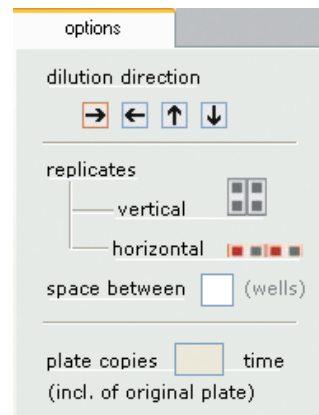 options
dilution direction
replicates
vertical
horizontal
space between (wells)
plate copies time
(incl. of original plate)